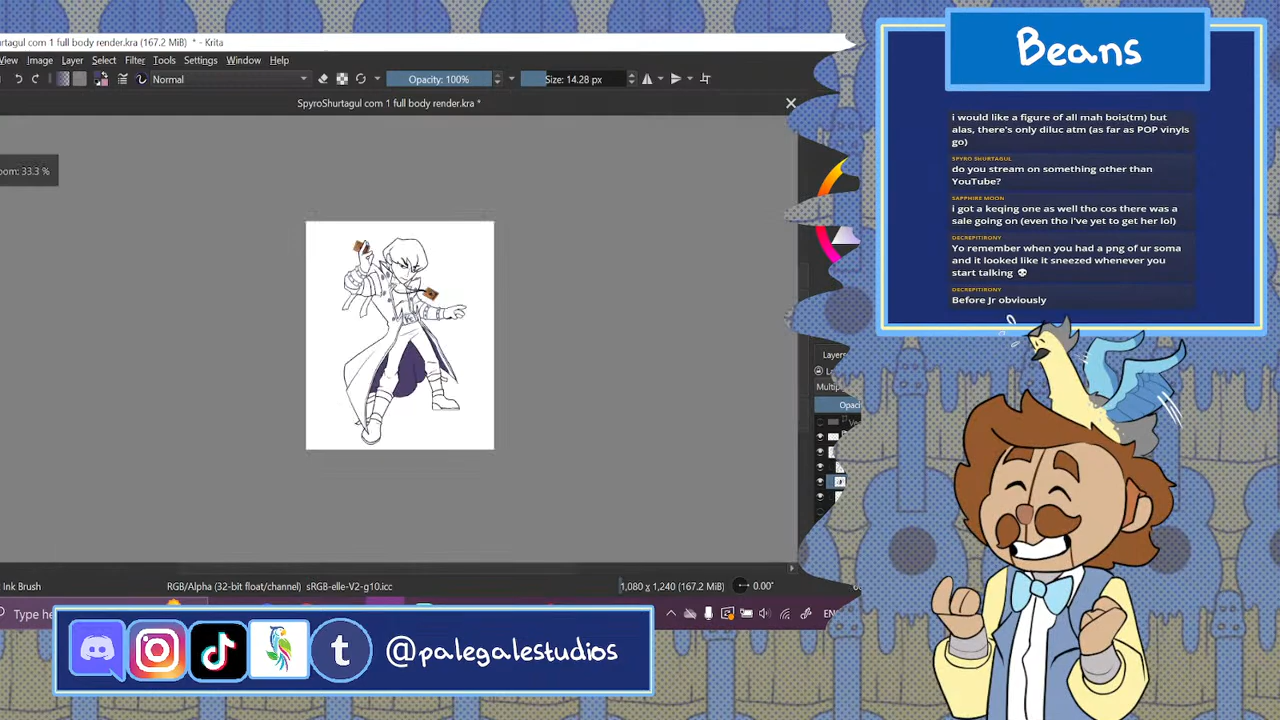 urtagul com 1 full body render.kra (167.2 MiB) * - Krita
View Image Layer Select Filter Tools Settings Window Help
Normal Opacity: 100% Size: 14.28 px
SpyroShurtagul com 1 full body render.kra *
oom: 33.3 %
Beans
i would like a figure of all mah bois(tm) but
alas, there's only diluc atm (as far as POP vinyls
go)
SPYRO SHURTAGUL
do you stream on something other than
YouTube?
SAPPHIRE MOON
i got a keqing one as well tho cos there was a
sale going on (even tho i've yet to get her lol)
DECREPITIRONY
Yo remember when you had a png of ur soma
and it looked like it sneezed whenever you
start talking 💀
DECREPITIRONY
Before Jr obviously
Layers
Multip
Opaci
Ink Brush RGB/Alpha (32-bit float/channel) sRGB-elle-V2-g10.icc 1,080 x 1,240 (167.2 MiB) 0.00°
Type he
EN
t @palegalestudios